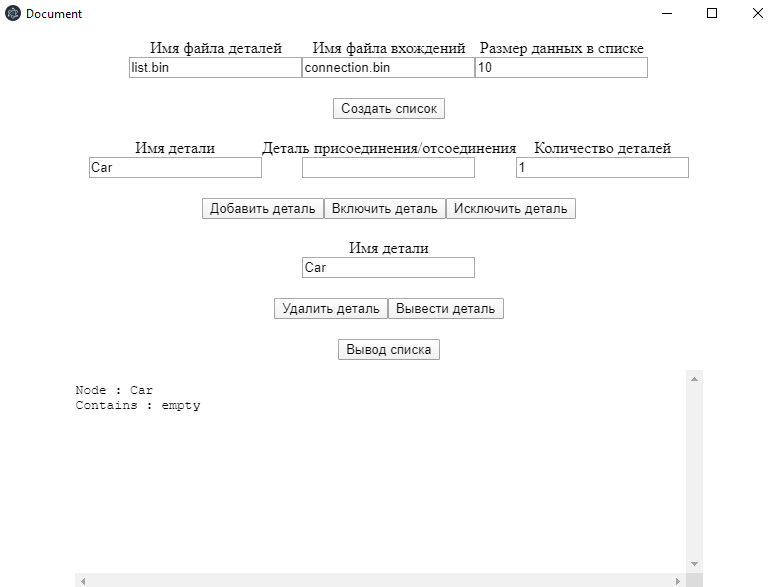 Document
Имя файла деталей Имя файла вхождений Размер данных в списке
list.bin connection.bin 10
Создать список
Имя детали Деталь присоединения/отсоединения Количество деталей
Car 1
Добавить деталь Включить деталь Исключить деталь
Имя детали
Car
Удалить деталь Вывести деталь
Вывод списка
Node : Car
Contains : empty